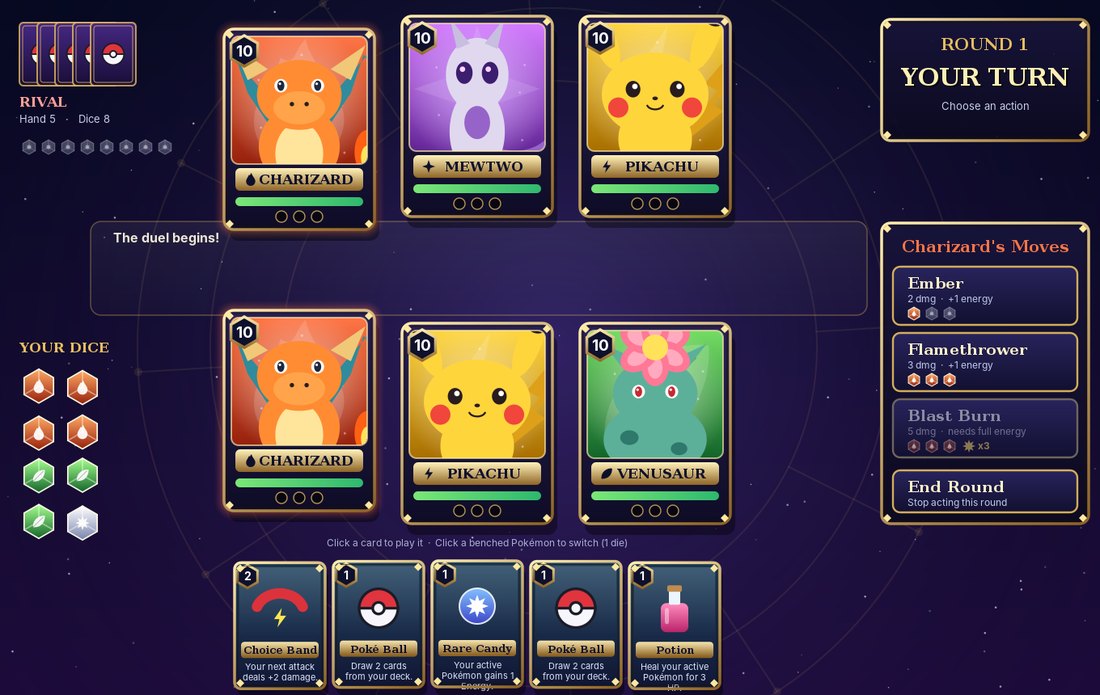 RIVAL
Hand 5 · Dice 8
10
CHARIZARD
10
MEWTWO
10
PIKACHU
ROUND 1
YOUR TURN
Choose an action
The duel begins!
YOUR DICE
10
CHARIZARD
10
PIKACHU
10
VENUSAUR
Charizard's Moves
Ember
2 dmg · +1 energy
Flamethrower
3 dmg · +1 energy
Blast Burn
5 dmg · needs full energy
x3
End Round
Stop acting this round
Click a card to play it · Click a benched Pokémon to switch (1 die)
2
Choice Band
Your next attack
deals +2 damage.
1
Poké Ball
Draw 2 cards
from your deck.
1
Rare Candy
Your active
Pokémon gains 1
Energy.
1
Poké Ball
Draw 2 cards
from your deck.
1
Potion
Heal your active
Pokémon for 3
HP.